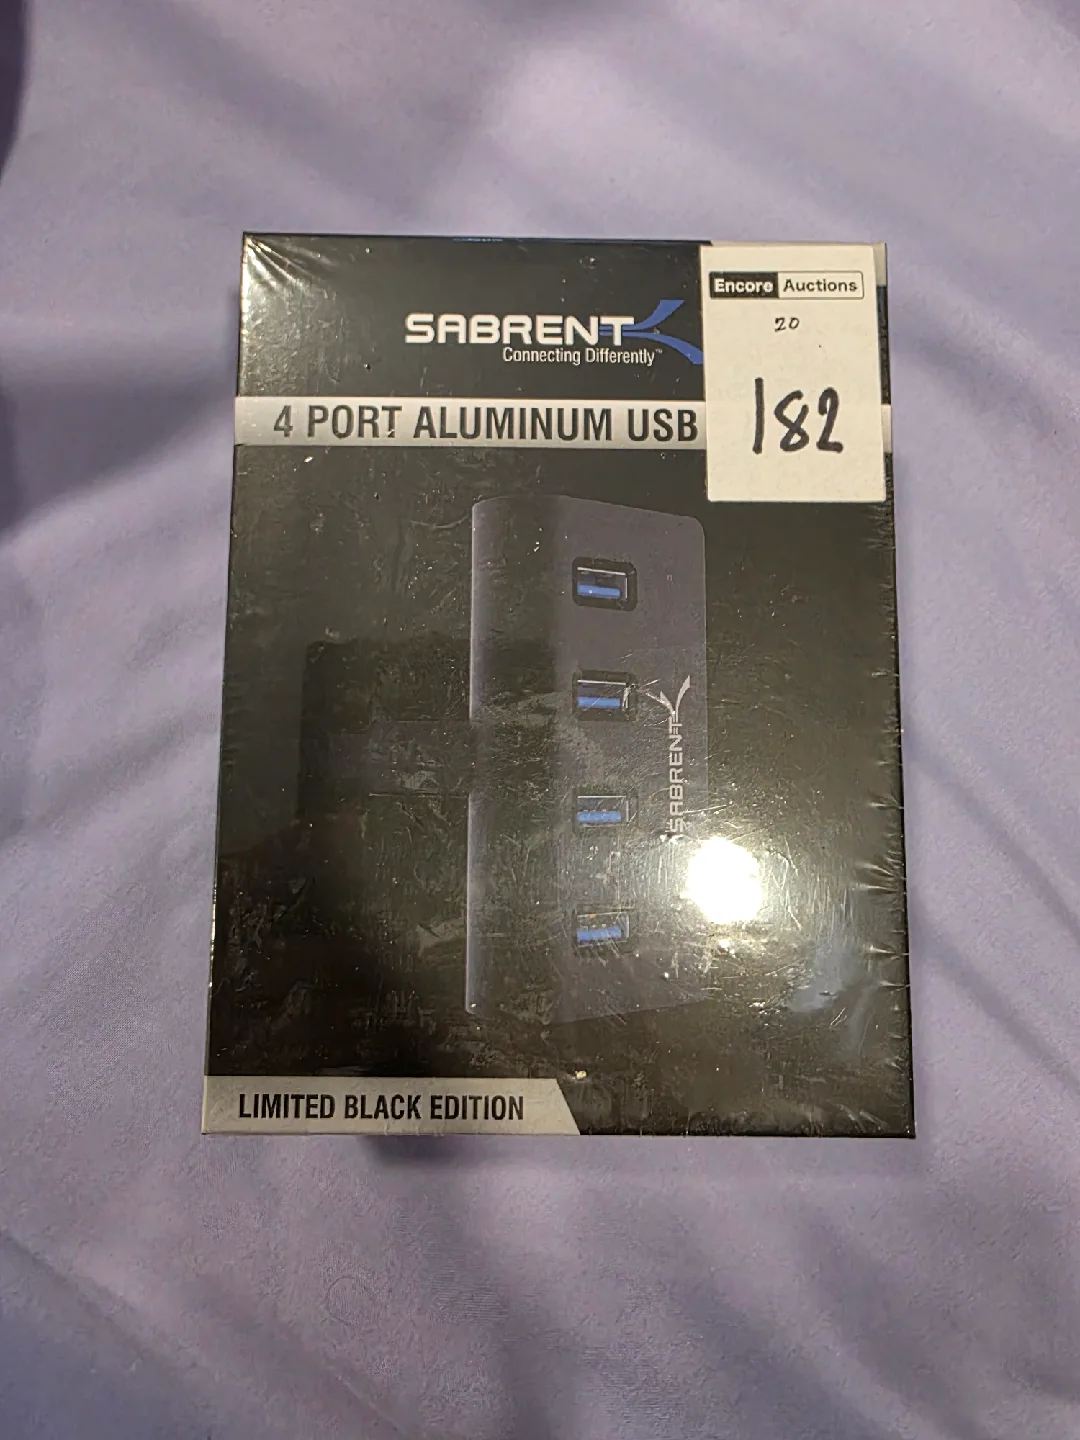 SABRENT
Connecting Differently™
4 PORT ALUMINUM USB
Encore Auctions
20
182
SABRENT
LIMITED BLACK EDITION